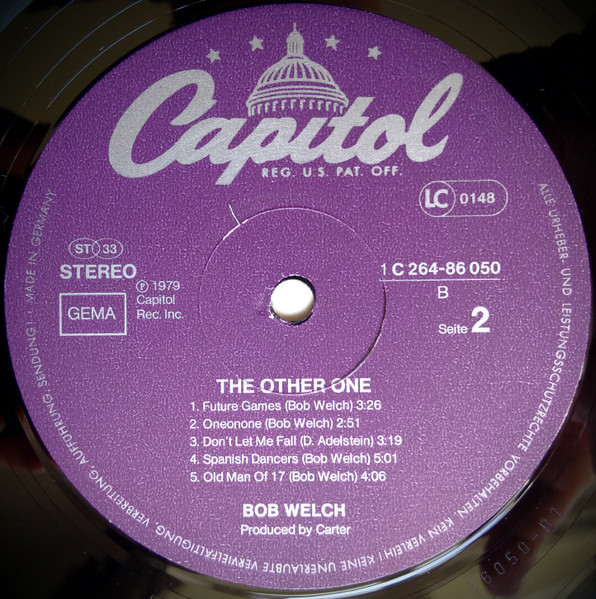 Capitol
REG. U.S. PAT. OFF.
LC 0148
ST 33
STEREO
GEMA
℗ 1979
Capitol
Rec. Inc.
1 C 264-86 050
B
Seite 2
THE OTHER ONE
1. Future Games (Bob Welch) 3:26
2. Oneonone (Bob Welch) 2:51
3. Don't Let Me Fall (D. Adelstein) 3:19
4. Spanish Dancers (Bob Welch) 5:01
5. Old Man Of 17 (Bob Welch) 4:06
BOB WELCH
Produced by Carter
ALLE URHEBER- UND LEISTUNGSSCHUTZRECHTE VORBEHALTEN. KEIN VERLEIH! KEINE UNERLAUBTE VERVIELFÄLTIGUNG, VERBREITUNG, AUFFÜHRUNG, SENDUNG! · MADE IN GERMANY